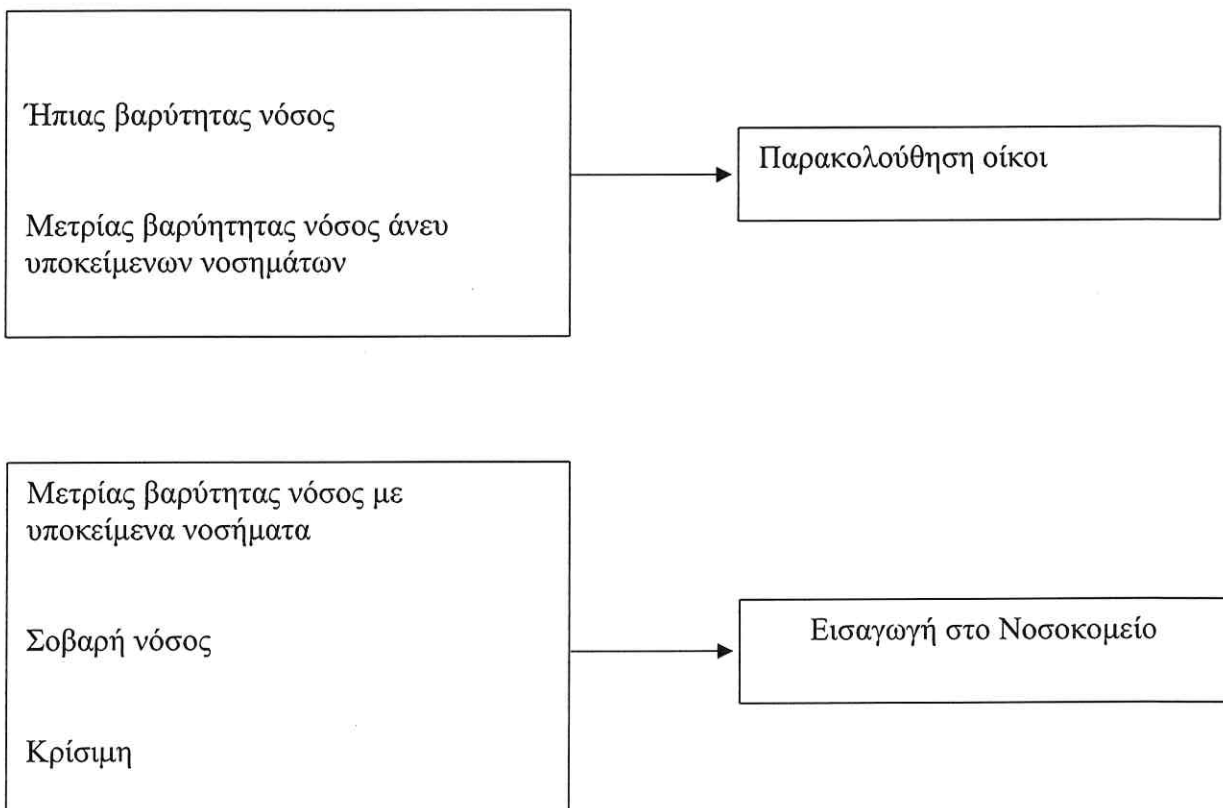 Ήπιας βαρύτητας νόσος
Μετρίας βαρύητητας νόσος άνευ
υποκείμενων νοσημάτων
Παρακολούθηση οίκοι
Μετρίας βαρύτητας νόσος με
υποκείμενα νοσήματα
Σοβαρή νόσος
Κρίσιμη
Εισαγωγή στο Νοσοκομείο